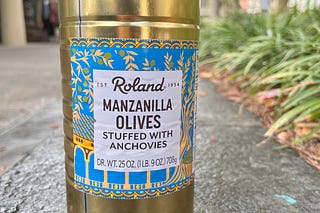 EST Roland 1934
MANZANILLA
OLIVES
STUFFED WITH
ANCHOVIES
DR. WT. 25 OZ. (1 LB. 9 OZ.) 708g